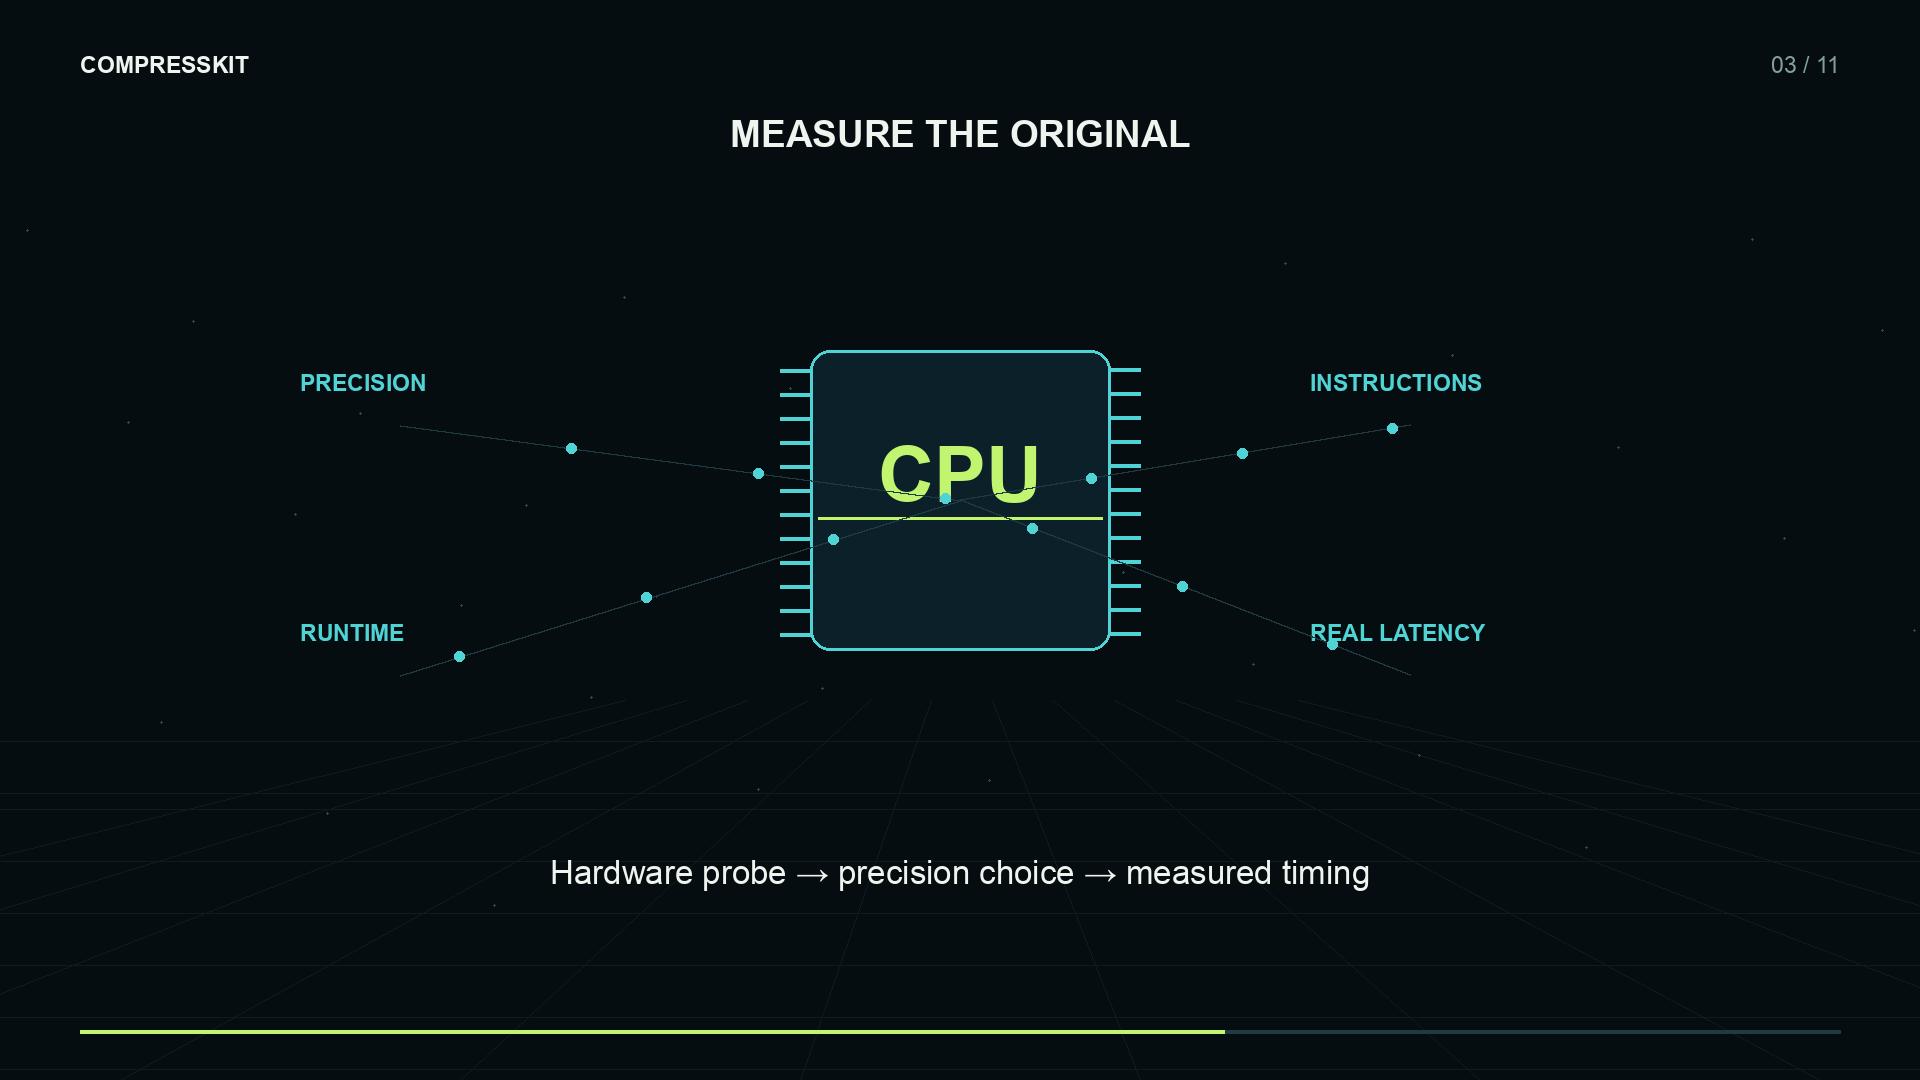 COMPRESSKIT
03 / 11
MEASURE THE ORIGINAL
PRECISION
INSTRUCTIONS
CPU
RUNTIME
REAL LATENCY
Hardware probe → precision choice → measured timing